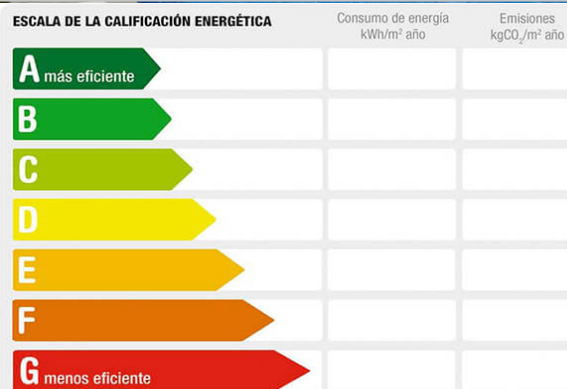 ESCALA DE LA CALIFICACIÓN ENERGÉTICA
Consumo de energía
kWh/m² año
Emisiones
kgCO₂/m² año
A más eficiente
B
C
D
E
F
G menos eficiente